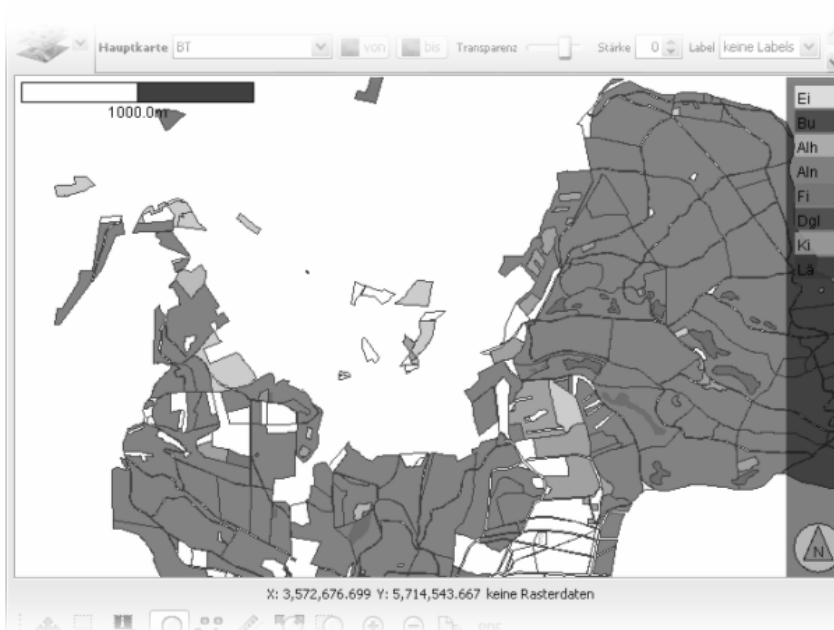 Hauptkarte BT von bis Transparenz Stärke 0 Label keine Labels
1000.0m
Ei
Bu
Alh
Aln
Fi
Dgl
Ki
Lä
N
X: 3,572,676.699 Y: 5,714,543.667 keine Rasterdaten